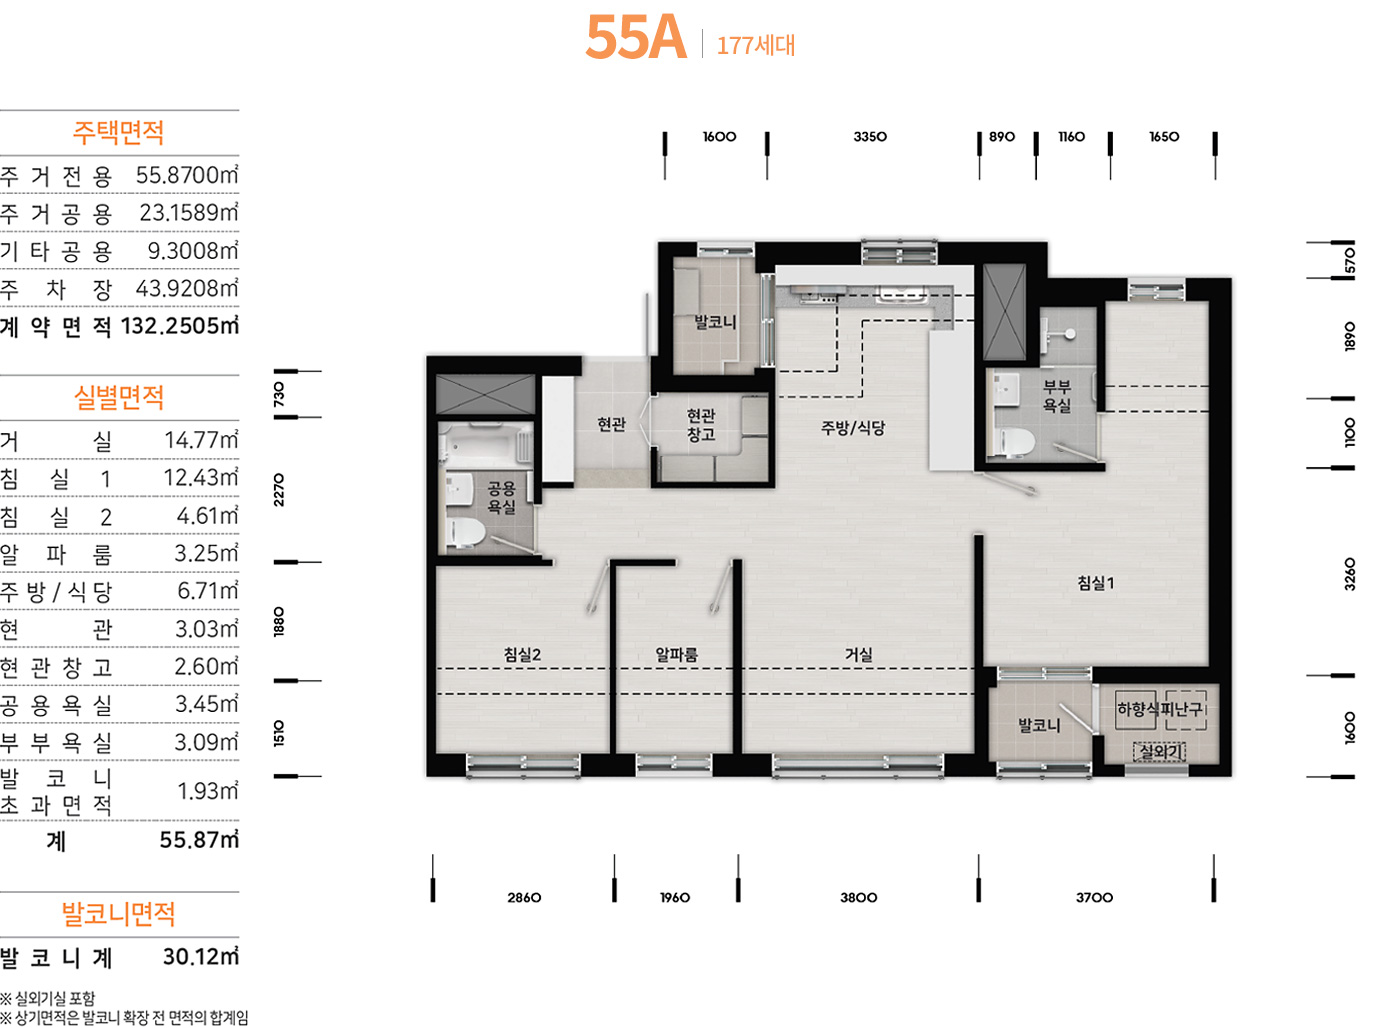 55A | 177세대
주택면적
주거전용 55.8700㎡
주거공용 23.1589㎡
기타공용 9.3008㎡
주차장 43.9208㎡
계약면적 132.2505㎡
실별면적
거실 14.77㎡
침실1 12.43㎡
침실2 4.61㎡
알파룸 3.25㎡
주방/식당 6.71㎡
현관 3.03㎡
현관창고 2.60㎡
공용욕실 3.45㎡
부부욕실 3.09㎡
발코니
초과면적 1.93㎡
계 55.87㎡
발코니면적
발코니계 30.12㎡
※ 실외기실 포함
※ 상기면적은 발코니 확장 전 면적의 합계임
1600 3350 890 1160 1650
730
2270
1880
1510
발코니
현관
현관
창고
주방/식당
부부
욕실
공용
욕실
침실1
침실2
알파룸
거실
발코니
하향식피난구
실외기
570
1890
1100
3260
1600
2860 1960 3800 3700